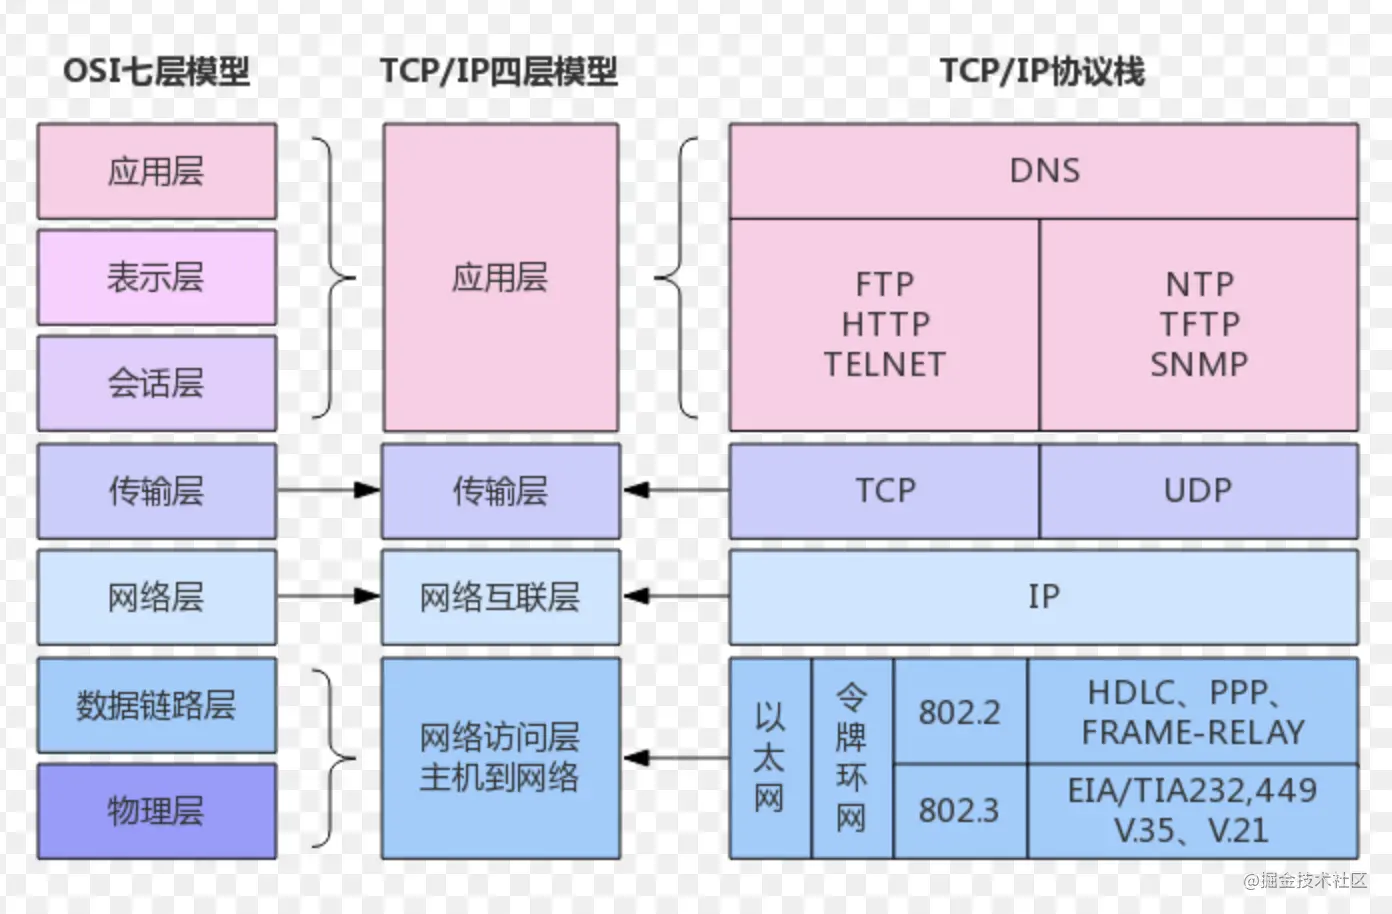 OSI七层模型
TCP/IP四层模型
TCP/IP协议栈
应用层
表示层
会话层
传输层
网络层
数据链路层
物理层
应用层
传输层
网络互联层
网络访问层
主机到网络
DNS
FTP
HTTP
TELNET
NTP
TFTP
SNMP
TCP
UDP
IP
以太网
令牌环网
802.2
802.3
HDLC、PPP、
FRAME-RELAY
EIA/TIA232,449
V.35、V.21
@掘金技术社区